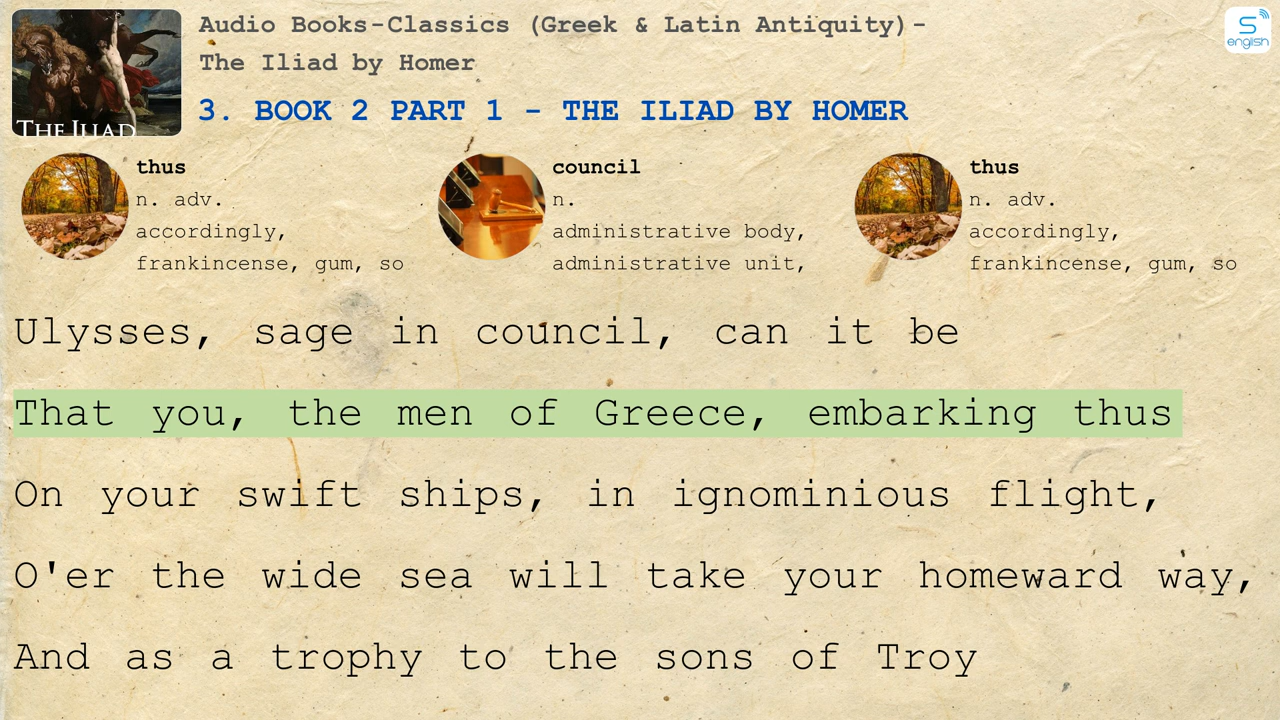 Audio Books-Classics (Greek & Latin Antiquity)-
The Iliad by Homer
3. BOOK 2 PART 1 - THE ILIAD BY HOMER
THE ILIAD
S
english
thus
n. adv.
accordingly,
frankincense, gum, so
council
n.
administrative body,
administrative unit,
thus
n. adv.
accordingly,
frankincense, gum, so
Ulysses, sage in council, can it be
That you, the men of Greece, embarking thus
On your swift ships, in ignominious flight,
O'er the wide sea will take your homeward way,
And as a trophy to the sons of Troy